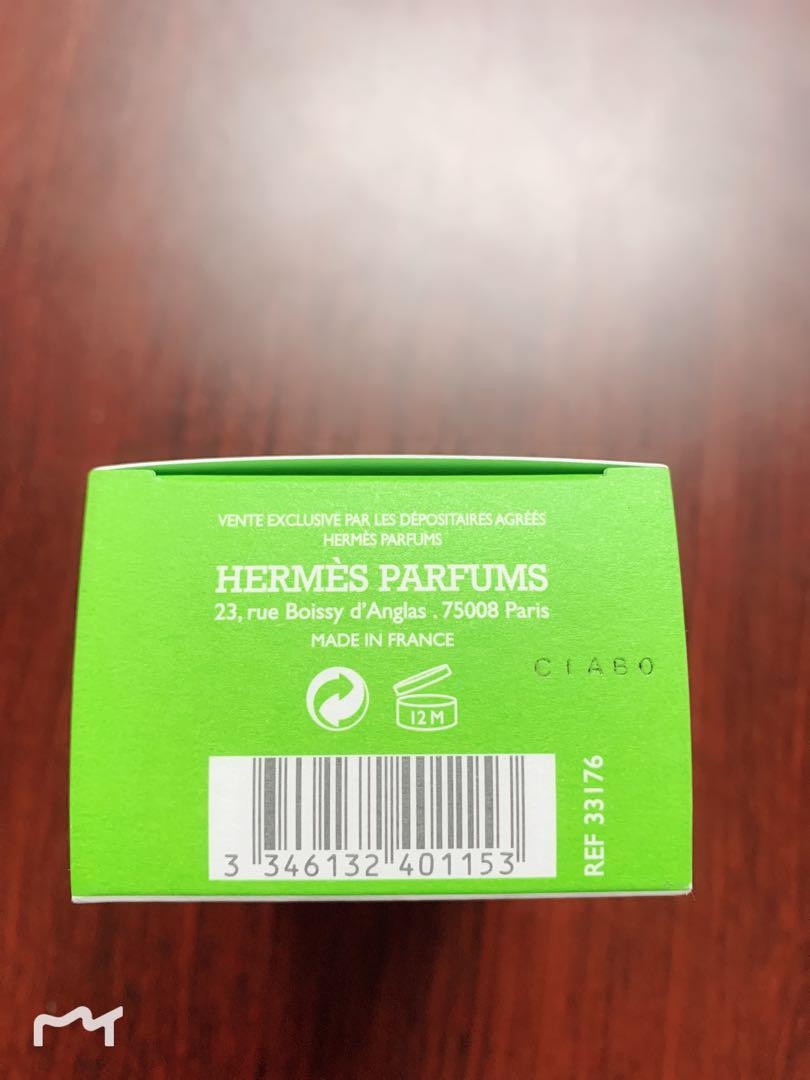 VENTE EXCLUSIVE PAR LES DÉPOSITAIRES AGRÉÉS
HERMÈS PARFUMS
HERMÈS PARFUMS
23, rue Boissy d'Anglas . 75008 Paris
MADE IN FRANCE
CIABO
12M
REF 33176
3 346132 401153